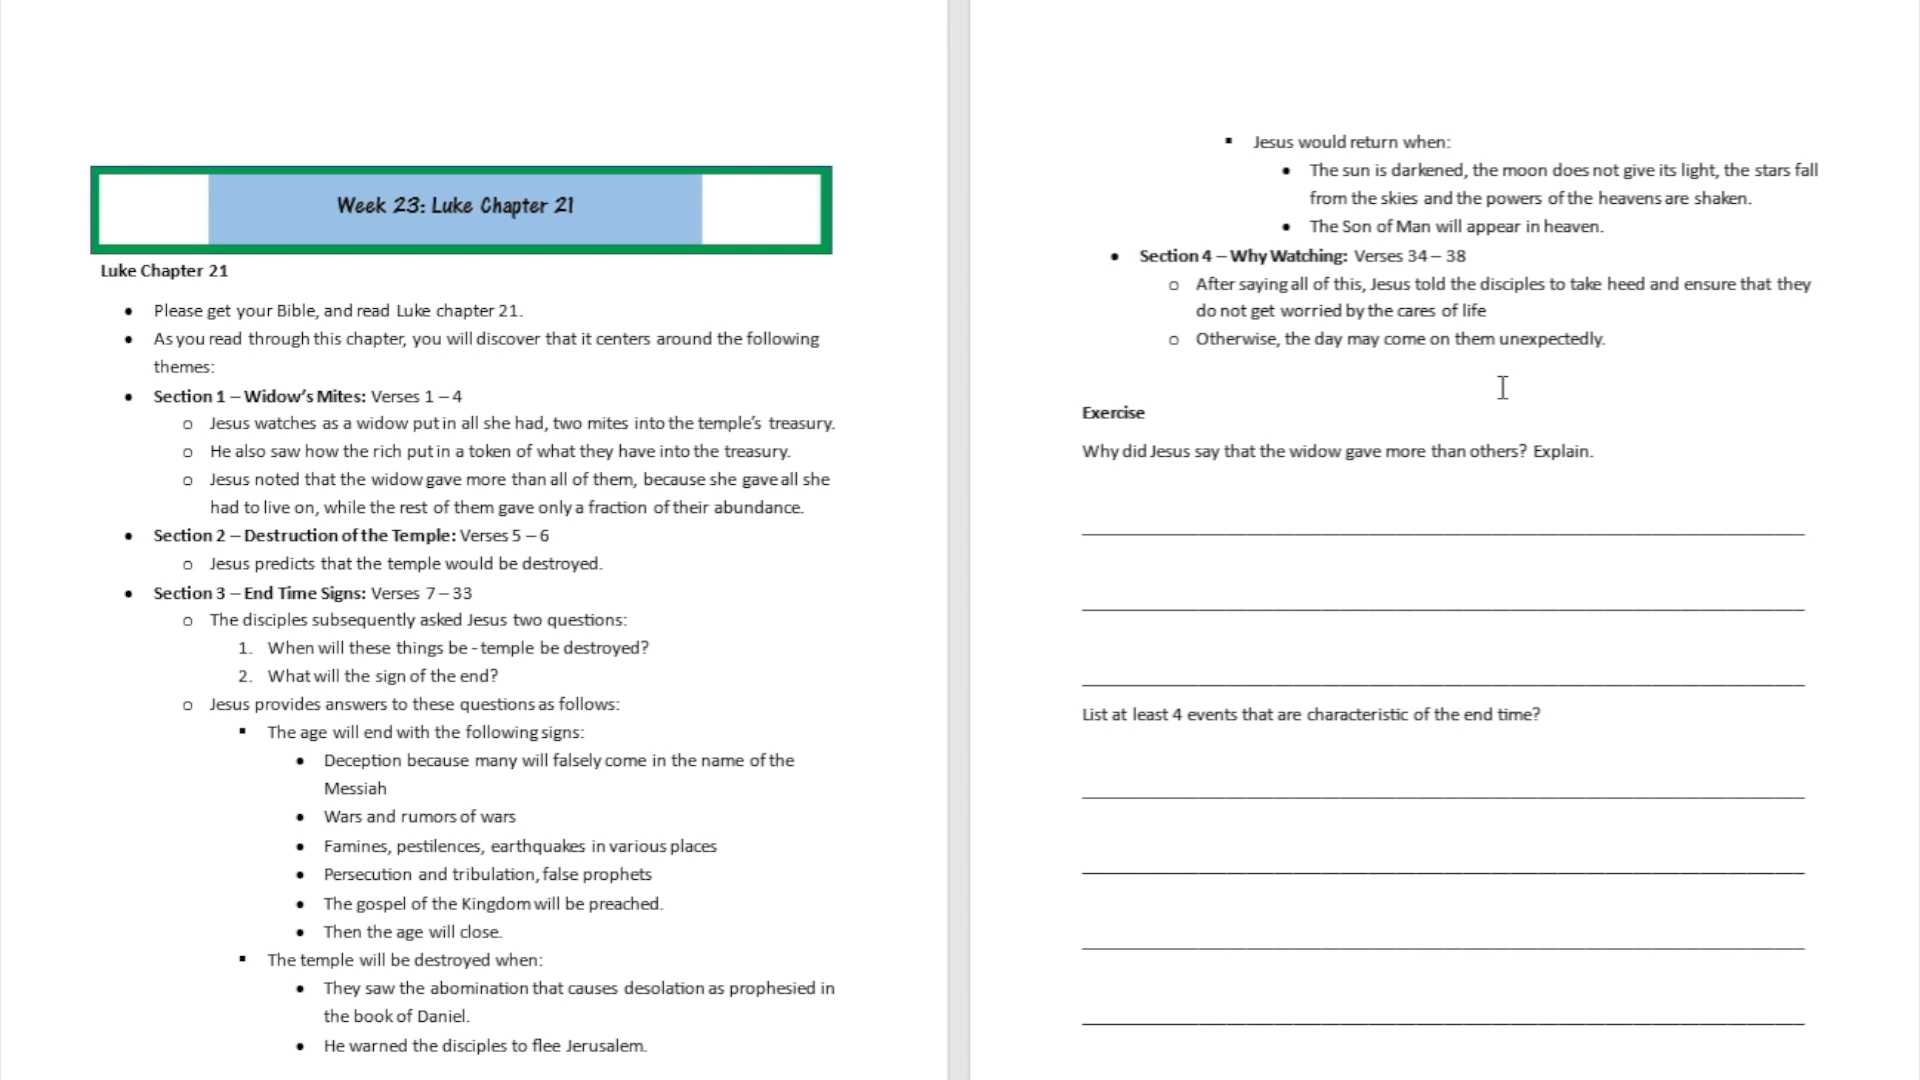 Week 23: Luke Chapter 21
Luke Chapter 21
• Please get your Bible, and read Luke chapter 21.
• As you read through this chapter, you will discover that it centers around the following
themes:
• Section 1 – Widow's Mites: Verses 1 – 4
o Jesus watches as a widow put in all she had, two mites into the temple's treasury.
o He also saw how the rich put in a token of what they have into the treasury.
o Jesus noted that the widow gave more than all of them, because she gave all she
had to live on, while the rest of them gave only a fraction of their abundance.
• Section 2 – Destruction of the Temple: Verses 5 – 6
o Jesus predicts that the temple would be destroyed.
• Section 3 – End Time Signs: Verses 7 – 33
o The disciples subsequently asked Jesus two questions:
1. When will these things be - temple be destroyed?
2. What will the sign of the end?
o Jesus provides answers to these questions as follows:
▪ The age will end with the following signs:
• Deception because many will falsely come in the name of the
Messiah
• Wars and rumors of wars
• Famines, pestilences, earthquakes in various places
• Persecution and tribulation, false prophets
• The gospel of the Kingdom will be preached.
• Then the age will close.
▪ The temple will be destroyed when:
• They saw the abomination that causes desolation as prophesied in
the book of Daniel.
• He warned the disciples to flee Jerusalem.
▪ Jesus would return when:
• The sun is darkened, the moon does not give its light, the stars fall
from the skies and the powers of the heavens are shaken.
• The Son of Man will appear in heaven.
• Section 4 – Why Watching: Verses 34 – 38
o After saying all of this, Jesus told the disciples to take heed and ensure that they
do not get worried by the cares of life
o Otherwise, the day may come on them unexpectedly.
Exercise
Why did Jesus say that the widow gave more than others? Explain.
List at least 4 events that are characteristic of the end time?